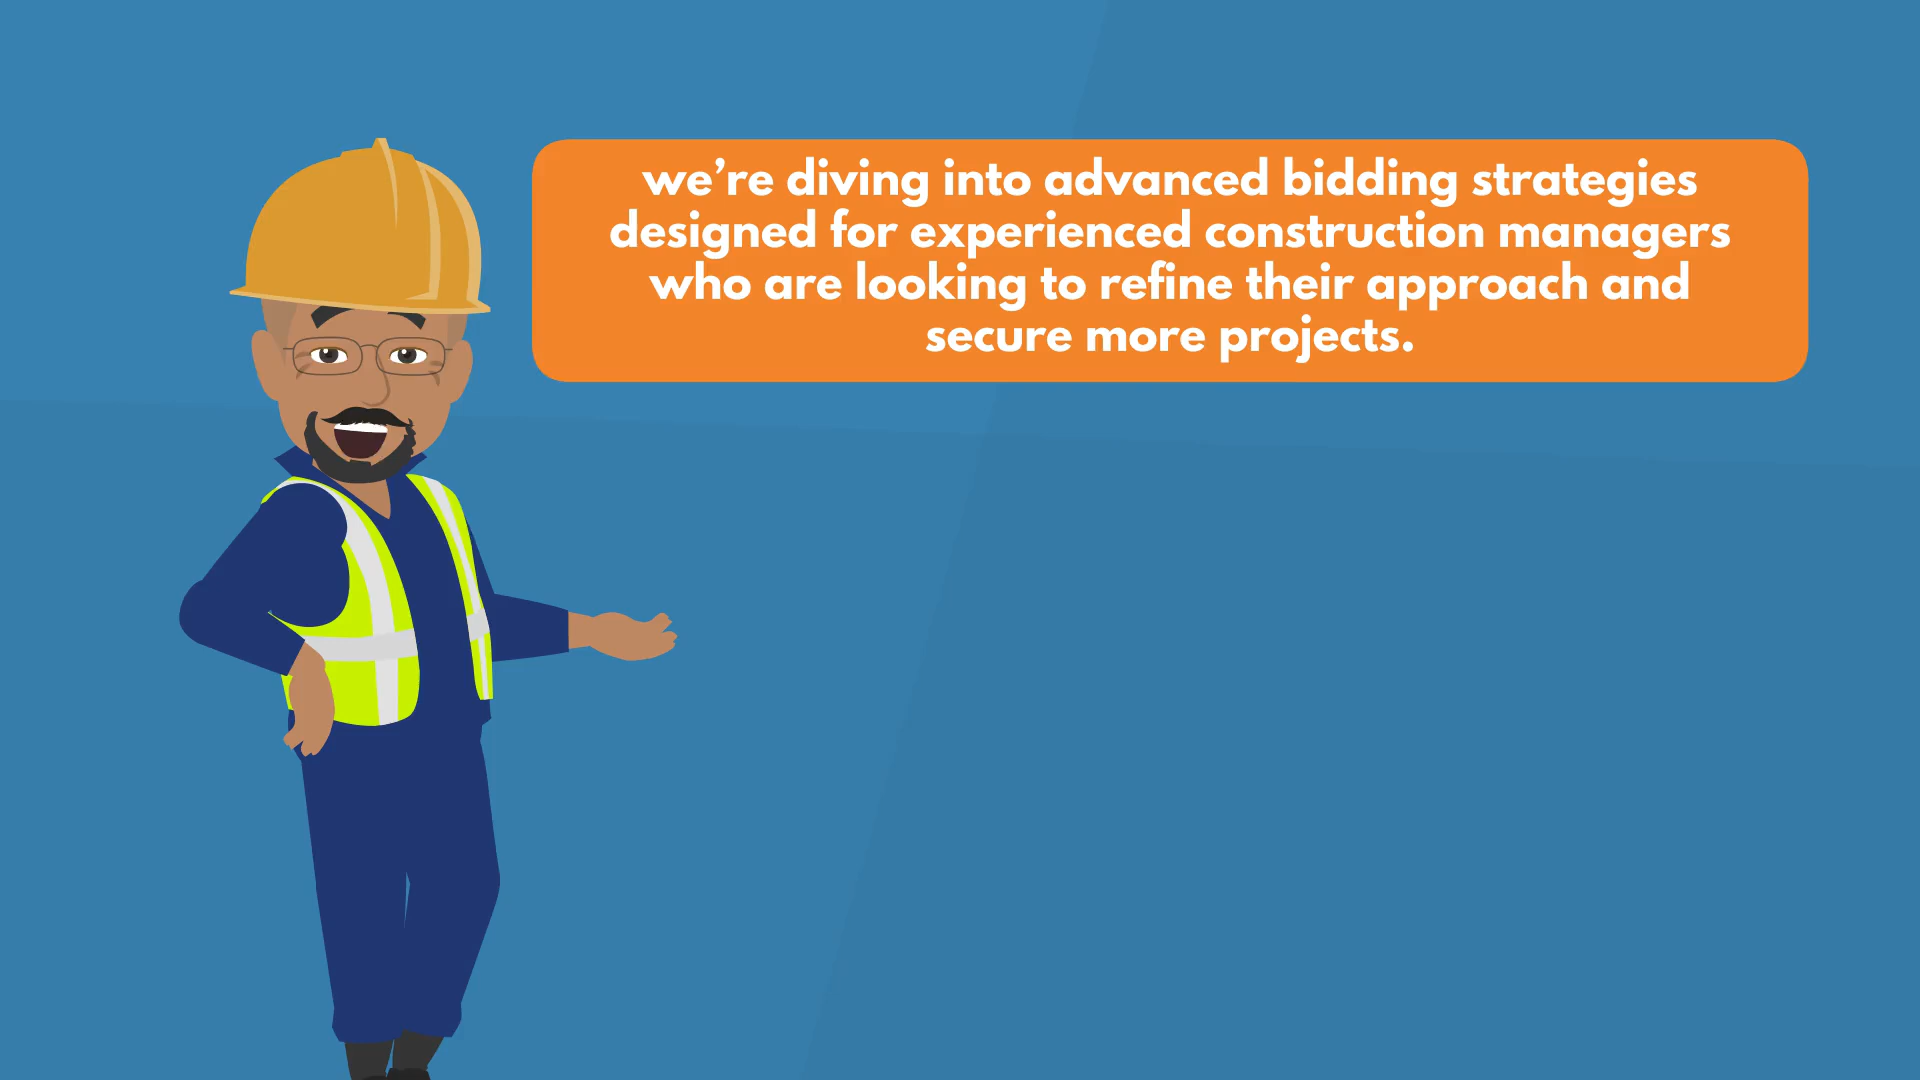 we’re diving into advanced bidding strategies
designed for experienced construction managers
who are looking to refine their approach and
secure more projects.